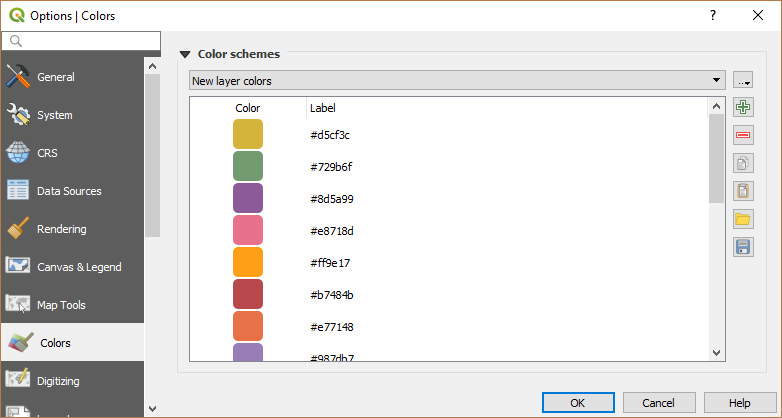 Options | Colors
General
System
CRS
Data Sources
Rendering
Canvas & Legend
Map Tools
Colors
Digitizing
Color schemes
New layer colors
...
Color Label
#d5cf3c
#729b6f
#8d5a99
#e8718d
#ff9e17
#b7484b
#e77148
#987db7
OK Cancel Help